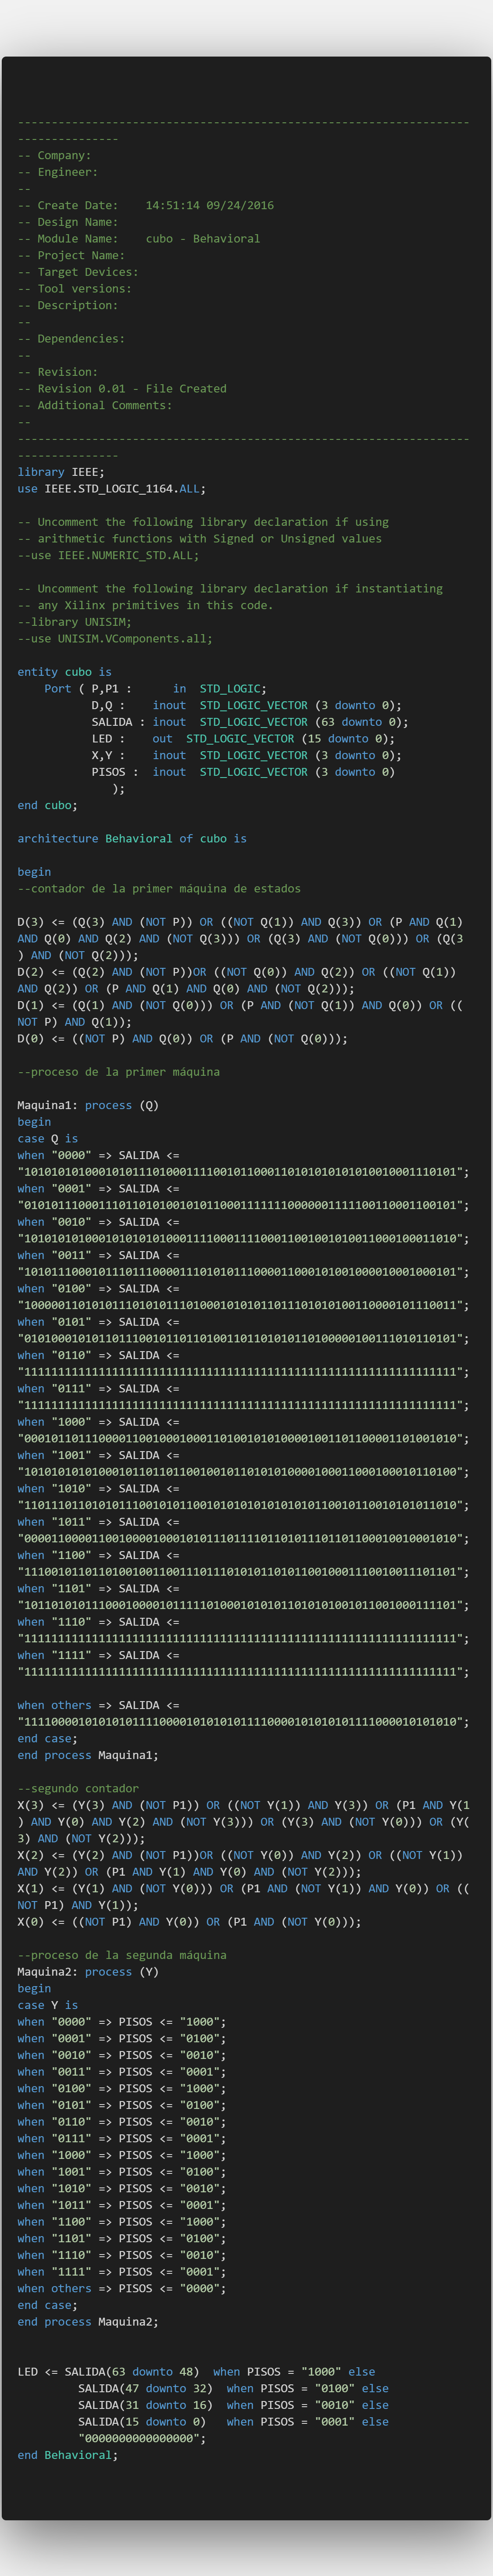 -------------------------------------------------------------------
---------------
-- Company:
-- Engineer:
--
-- Create Date:    14:51:14 09/24/2016
-- Design Name:
-- Module Name:    cubo - Behavioral
-- Project Name:
-- Target Devices:
-- Tool versions:
-- Description:
--
-- Dependencies:
--
-- Revision:
-- Revision 0.01 - File Created
-- Additional Comments:
--
-------------------------------------------------------------------
---------------
library IEEE;
use IEEE.STD_LOGIC_1164.ALL;

-- Uncomment the following library declaration if using
-- arithmetic functions with Signed or Unsigned values
--use IEEE.NUMERIC_STD.ALL;

-- Uncomment the following library declaration if instantiating
-- any Xilinx primitives in this code.
--library UNISIM;
--use UNISIM.VComponents.all;

entity cubo is
    Port ( P,P1 :      in  STD_LOGIC;
           D,Q :    inout  STD_LOGIC_VECTOR (3 downto 0);
           SALIDA : inout  STD_LOGIC_VECTOR (63 downto 0);
           LED :    out  STD_LOGIC_VECTOR (15 downto 0);
           X,Y :    inout  STD_LOGIC_VECTOR (3 downto 0);
           PISOS :  inout  STD_LOGIC_VECTOR (3 downto 0)
              );
end cubo;

architecture Behavioral of cubo is

begin
--contador de la primer máquina de estados

D(3) <= (Q(3) AND (NOT P)) OR ((NOT Q(1)) AND Q(3)) OR (P AND Q(1)
AND Q(0) AND Q(2) AND (NOT Q(3))) OR (Q(3) AND (NOT Q(0))) OR (Q(3
) AND (NOT Q(2)));
D(2) <= (Q(2) AND (NOT P))OR ((NOT Q(0)) AND Q(2)) OR ((NOT Q(1))
AND Q(2)) OR (P AND Q(1) AND Q(0) AND (NOT Q(2)));
D(1) <= (Q(1) AND (NOT Q(0))) OR (P AND (NOT Q(1)) AND Q(0)) OR ((
NOT P) AND Q(1));
D(0) <= ((NOT P) AND Q(0)) OR (P AND (NOT Q(0)));

--proceso de la primer máquina

Maquina1: process (Q)
begin
case Q is
when "0000" => SALIDA <=
"1010101010001010111010001111001011000110101010101010010001110101";
when "0001" => SALIDA <=
"0101011100011101101010010101100011111110000001111100110001100101";
when "0010" => SALIDA <=
"1010101010001010101010001111000111100011001001010011000100011010";
when "0011" => SALIDA <=
"1010111000101110111000011101010111000011000101001000010001000101";
when "0100" => SALIDA <=
"1000001101010111010101110100010101011011101010100110000101110011";
when "0101" => SALIDA <=
"0101000101011011100101101101001101101010110100000100111010110101";
when "0110" => SALIDA <=
"1111111111111111111111111111111111111111111111111111111111111111";
when "0111" => SALIDA <=
"1111111111111111111111111111111111111111111111111111111111111111";
when "1000" => SALIDA <=
"0001011011100001100100010001101001010100001001101100001101001010";
when "1001" => SALIDA <=
"1010101010100010110110110010010110101010000100011000100010110100";
when "1010" => SALIDA <=
"1101110110101011100101011001010101010101010110010110010101011010";
when "1011" => SALIDA <=
"0000110000110010000100010101110111101101011101101100010010001010";
when "1100" => SALIDA <=
"1110010110110100100110011101110101011010110010001110010011101101";
when "1101" => SALIDA <=
"1011010101110001000010111110100010101011010101001011001000111101";
when "1110" => SALIDA <=
"1111111111111111111111111111111111111111111111111111111111111111";
when "1111" => SALIDA <=
"1111111111111111111111111111111111111111111111111111111111111111";

when others => SALIDA <=
"1111000010101010111100001010101011110000101010101111000010101010";
end case;
end process Maquina1;

--segundo contador
X(3) <= (Y(3) AND (NOT P1)) OR ((NOT Y(1)) AND Y(3)) OR (P1 AND Y(1
) AND Y(0) AND Y(2) AND (NOT Y(3))) OR (Y(3) AND (NOT Y(0))) OR (Y(
3) AND (NOT Y(2)));
X(2) <= (Y(2) AND (NOT P1))OR ((NOT Y(0)) AND Y(2)) OR ((NOT Y(1))
AND Y(2)) OR (P1 AND Y(1) AND Y(0) AND (NOT Y(2)));
X(1) <= (Y(1) AND (NOT Y(0))) OR (P1 AND (NOT Y(1)) AND Y(0)) OR ((
NOT P1) AND Y(1));
X(0) <= ((NOT P1) AND Y(0)) OR (P1 AND (NOT Y(0)));

--proceso de la segunda máquina
Maquina2: process (Y)
begin
case Y is
when "0000" => PISOS <= "1000";
when "0001" => PISOS <= "0100";
when "0010" => PISOS <= "0010";
when "0011" => PISOS <= "0001";
when "0100" => PISOS <= "1000";
when "0101" => PISOS <= "0100";
when "0110" => PISOS <= "0010";
when "0111" => PISOS <= "0001";
when "1000" => PISOS <= "1000";
when "1001" => PISOS <= "0100";
when "1010" => PISOS <= "0010";
when "1011" => PISOS <= "0001";
when "1100" => PISOS <= "1000";
when "1101" => PISOS <= "0100";
when "1110" => PISOS <= "0010";
when "1111" => PISOS <= "0001";
when others => PISOS <= "0000";
end case;
end process Maquina2;


LED <= SALIDA(63 downto 48)  when PISOS = "1000" else
         SALIDA(47 downto 32)  when PISOS = "0100" else
         SALIDA(31 downto 16)  when PISOS = "0010" else
         SALIDA(15 downto 0)   when PISOS = "0001" else
         "0000000000000000";
end Behavioral;